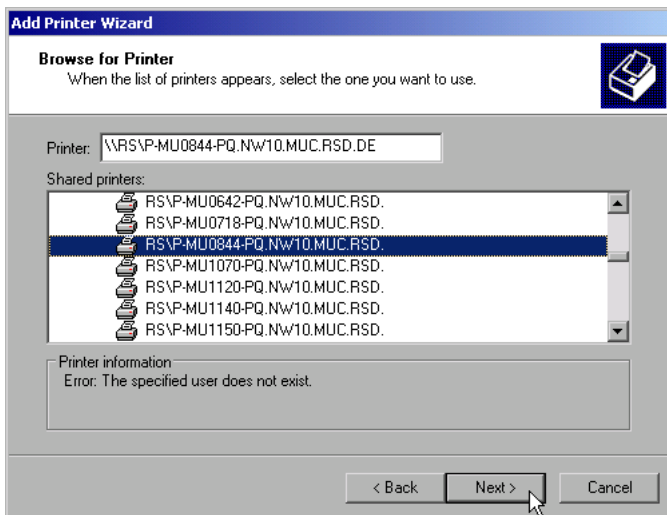 Add Printer Wizard
Browse for Printer
When the list of printers appears, select the one you want to use.
Printer: \\RS\P-MU0844-PQ.NW10.MUC.RSD.DE
Shared printers:
RS\P-MU0642-PQ.NW10.MUC.RSD.
RS\P-MU0718-PQ.NW10.MUC.RSD.
RS\P-MU0844-PQ.NW10.MUC.RSD.
RS\P-MU1070-PQ.NW10.MUC.RSD.
RS\P-MU1120-PQ.NW10.MUC.RSD.
RS\P-MU1140-PQ.NW10.MUC.RSD.
RS\P-MU1150-PQ.NW10.MUC.RSD.
Printer information
Error: The specified user does not exist.
< Back Next > Cancel